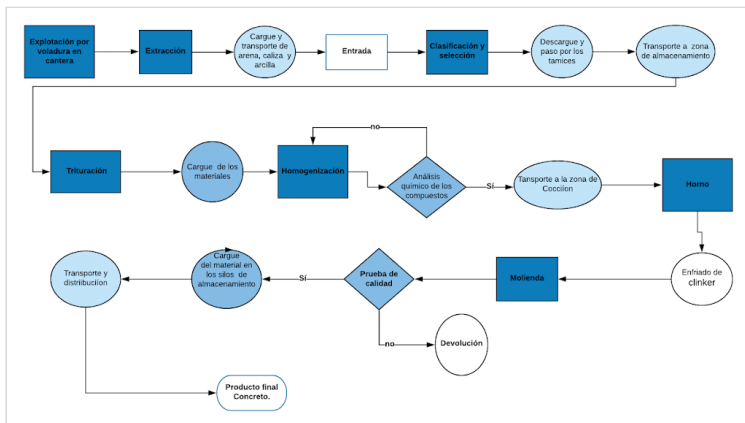 Explotación por
voladura en
cantera
Extracción
Cargue y
transporte de
arena, caliza y
arcilla
Entrada
Clasificación y
selección
Descargue y
paso por los
tamices
Transporte a zona
de almacenamiento
Trituración
Cargue de los
materiales
Homogenización
no
Análisis
químico de los
compuestos
Sí
Tansporte a la zona de
Cocciíon
Horno
Transporte y
distriibuciíon
Cargue
del material en
los silos de
almacenamiento
Sí
Prueba de
calidad
Molienda
Enfriado de
clinker
no
Devolución
Producto final
Concreto.